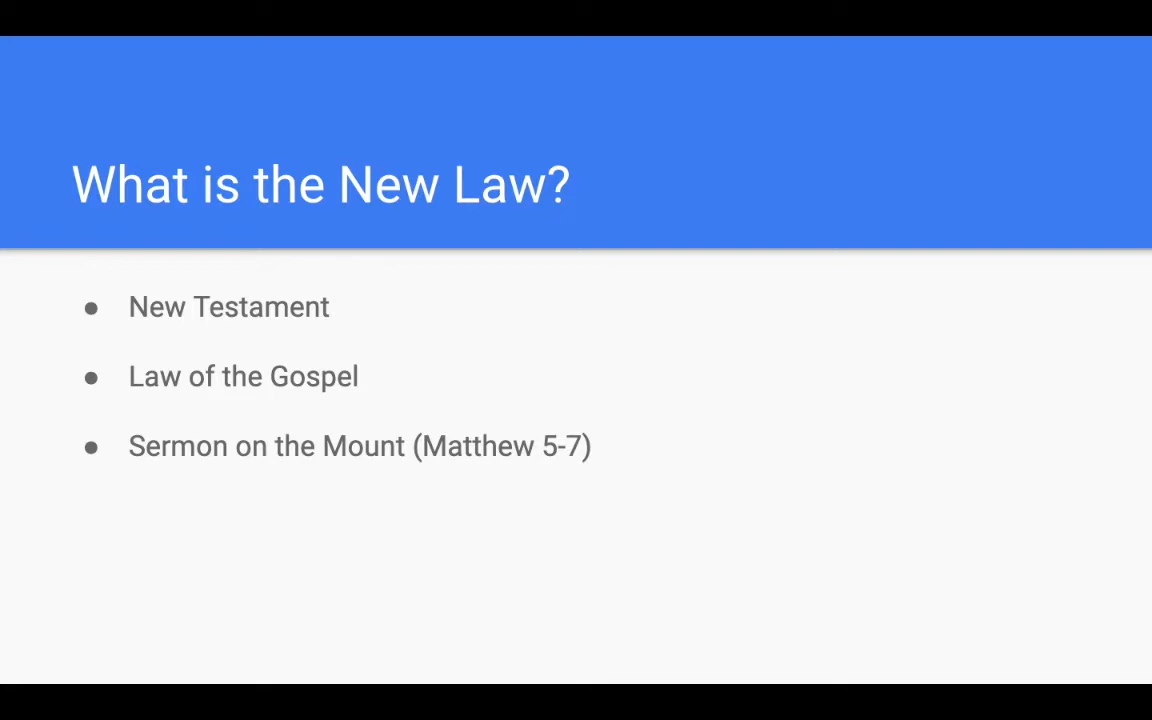 What is the New Law?
● New Testament
● Law of the Gospel
● Sermon on the Mount (Matthew 5-7)